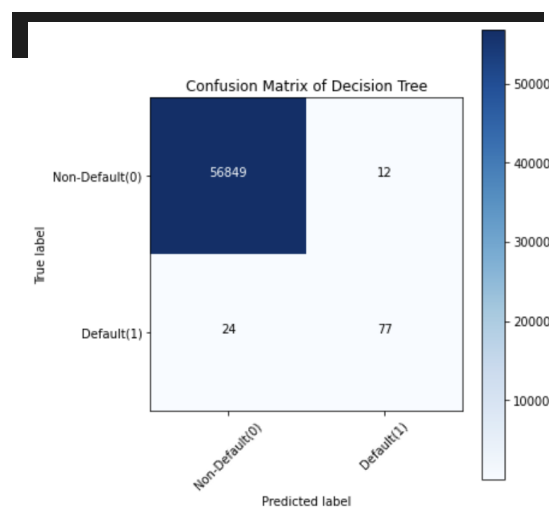 Confusion Matrix of Decision Tree
50000
40000
30000
20000
10000
True label
Non-Default(0)
56849
12
Default(1)
24
77
Non-Default(0)
Default(1)
Predicted label